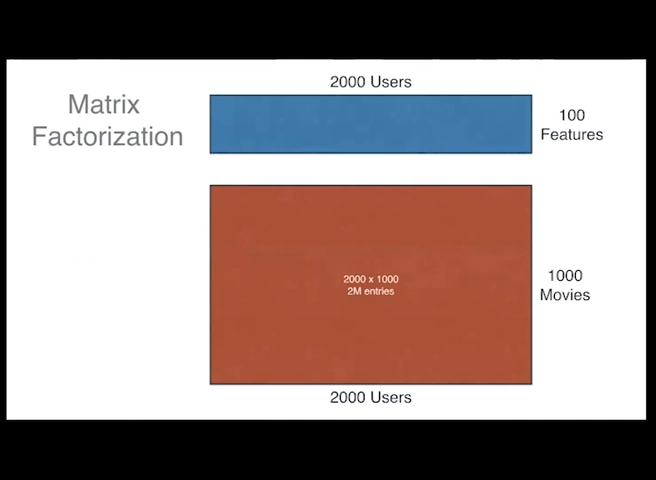 Matrix
Factorization
2000 Users
100
Features
2000 x 1000
2M entries
1000
Movies
2000 Users